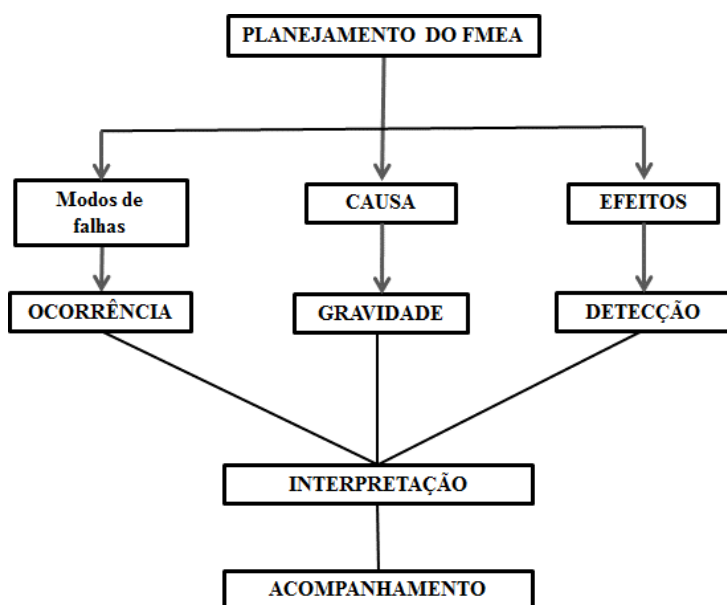 PLANEJAMENTO DO FMEA
Modos de
falhas
CAUSA
EFEITOS
OCORRÊNCIA
GRAVIDADE
DETECÇÃO
INTERPRETAÇÃO
ACOMPANHAMENTO